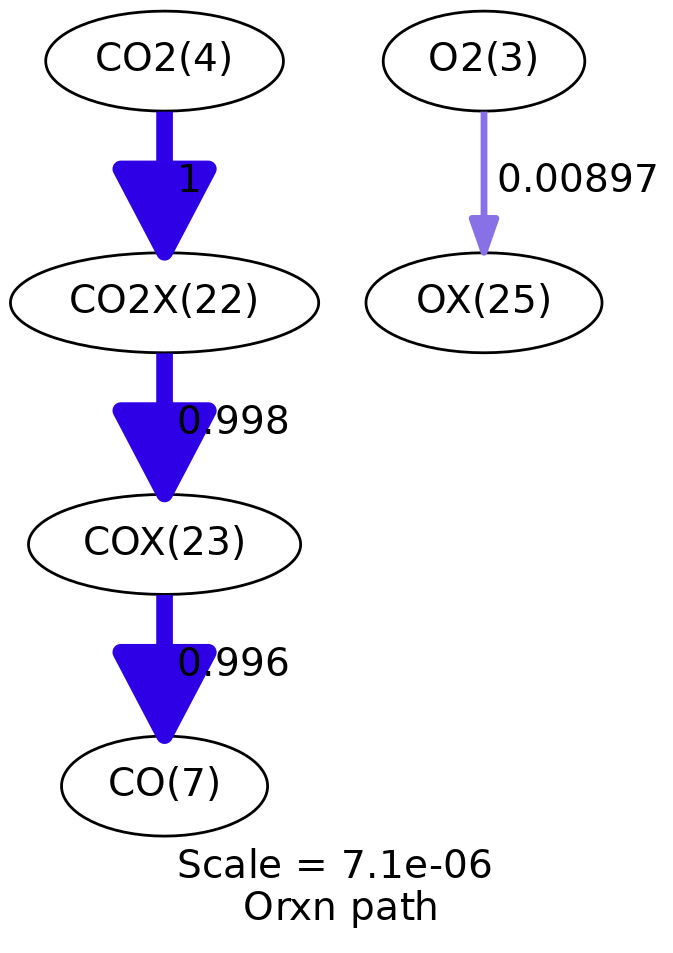 CO2(4)
O2(3)
1
0.00897
CO2X(22)
OX(25)
0.998
COX(23)
0.996
CO(7)
Scale = 7.1e-06
Orxn path